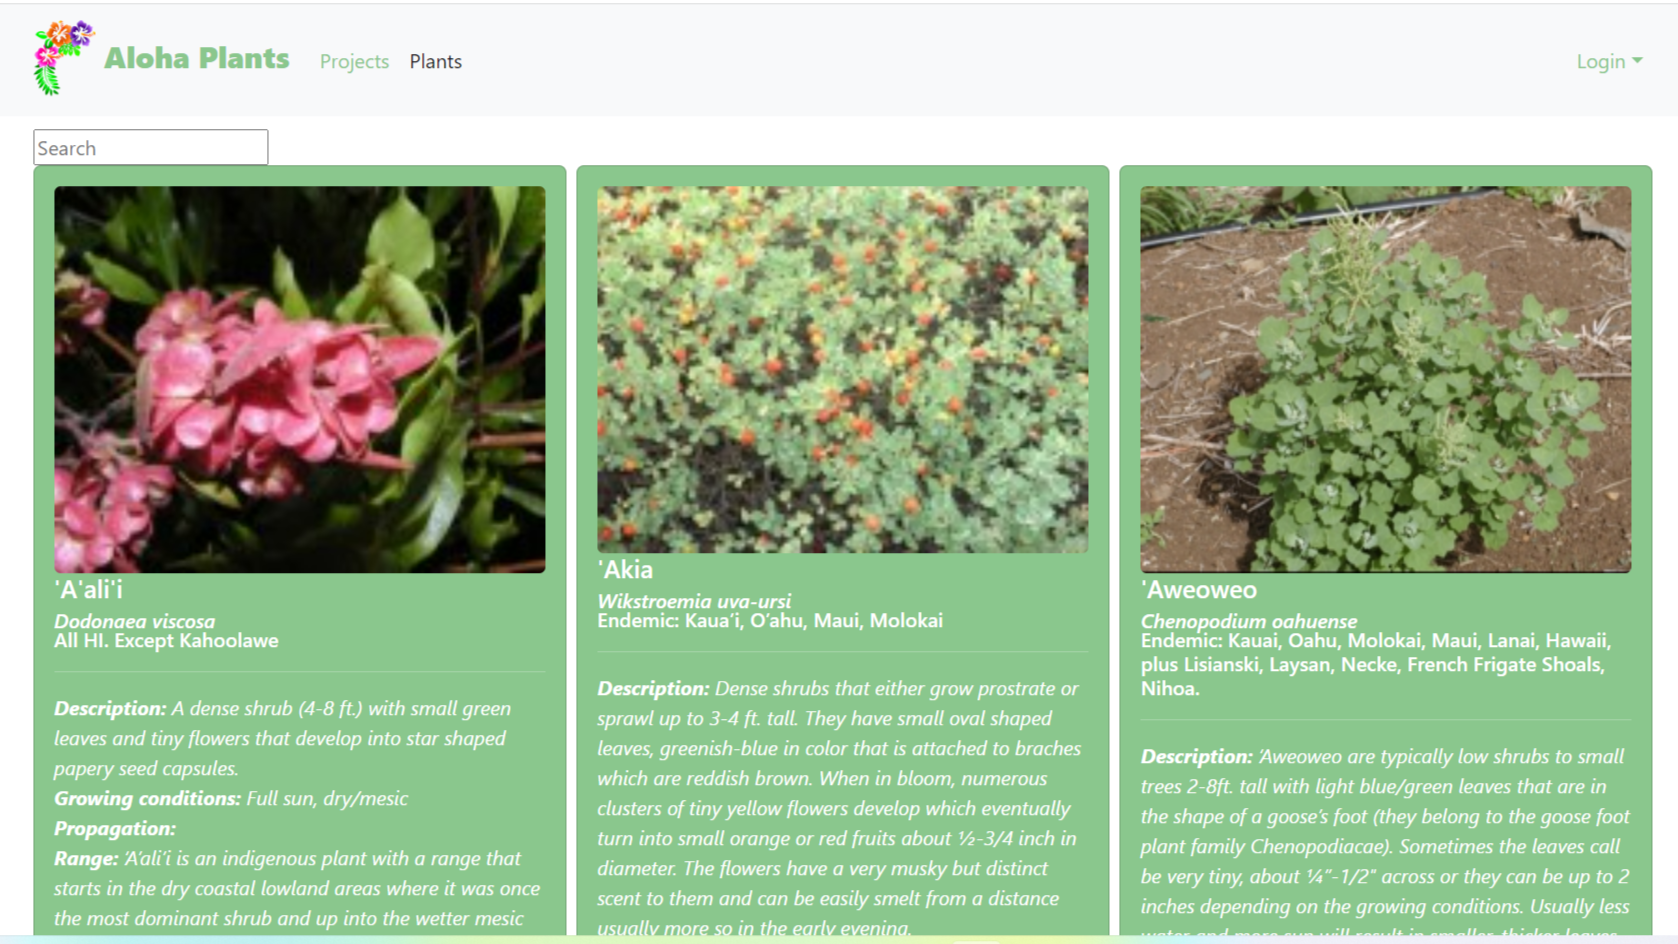 Aloha Plants
Projects
Plants
Login
Search
'A'ali'i
Dodonaea viscosa
All HI. Except Kahoolawe
Description: A dense shrub (4-8 ft.) with small green
leaves and tiny flowers that develop into star shaped
papery seed capsules.
Growing conditions: Full sun, dry/mesic
Propagation:
Range: ‘A’ali’i is an indigenous plant with a range that
starts in the dry coastal lowland areas where it was once
the most dominant shrub and up into the wetter mesic
'Akia
Wikstroemia uva-ursi
Endemic: Kaua’i, O’ahu, Maui, Molokai
Description: Dense shrubs that either grow prostrate or
sprawl up to 3-4 ft. tall. They have small oval shaped
leaves, greenish-blue in color that is attached to braches
which are reddish brown. When in bloom, numerous
clusters of tiny yellow flowers develop which eventually
turn into small orange or red fruits about ½-3/4 inch in
diameter. The flowers have a very musky but distinct
scent to them and can be easily smelt from a distance
usually more so in the early evening.
'Aweoweo
Chenopodium oahuense
Endemic: Kauai, Oahu, Molokai, Maui, Lanai, Hawaii,
plus Lisianski, Laysan, Necke, French Frigate Shoals,
Nihoa.
Description: ‘Aweoweo are typically low shrubs to small
trees 2-8ft. tall with light blue/green leaves that are in
the shape of a goose’s foot (they belong to the goose foot
plant family Chenopodiacae). Sometimes the leaves call
be very tiny, about ¼”-1/2” across or they can be up to 2
inches depending on the growing conditions. Usually less
water and more sun will result in smaller, thicker leaves